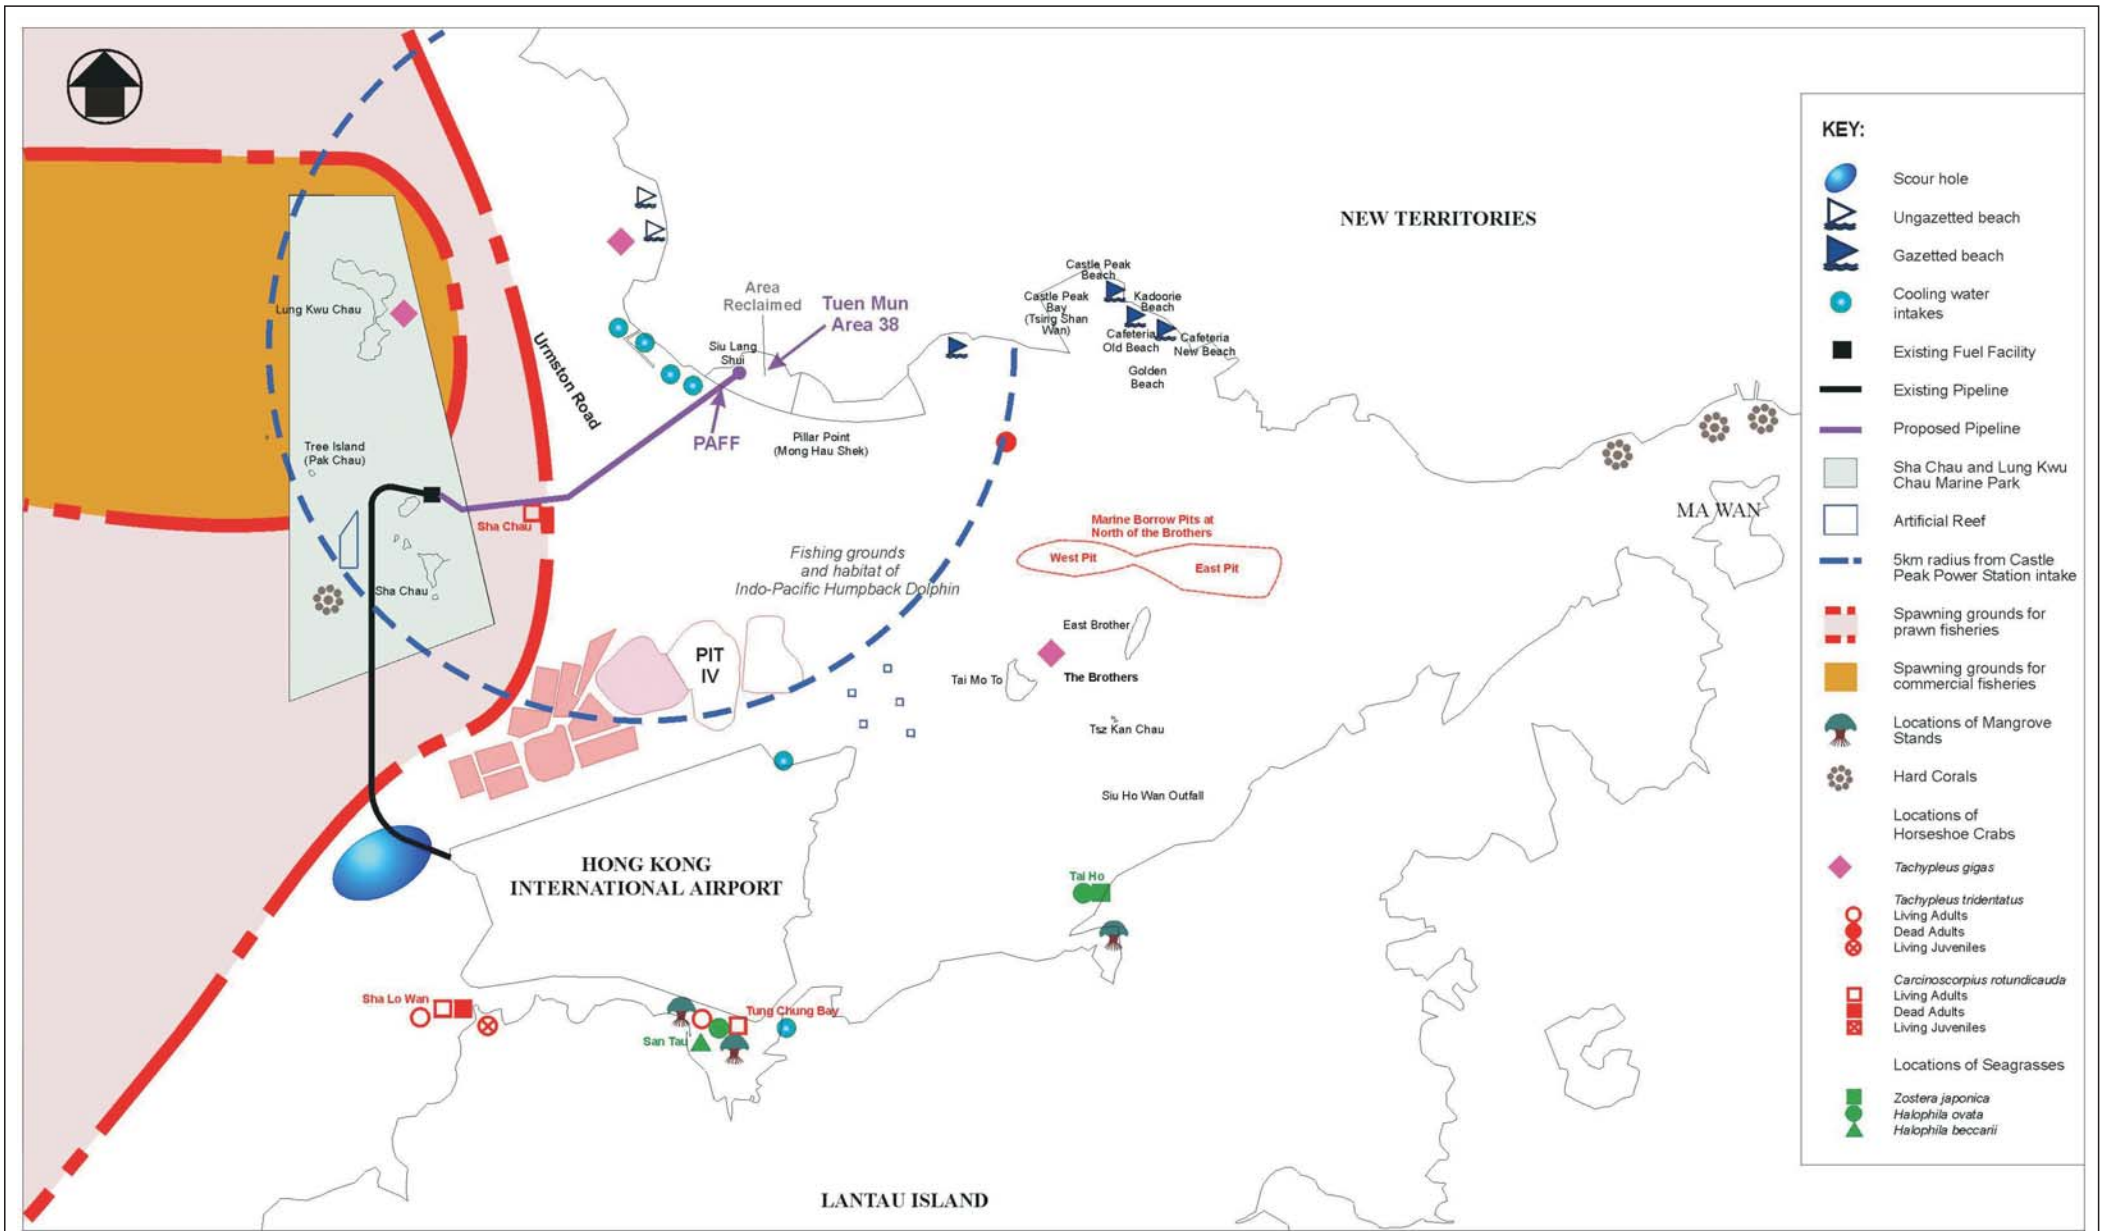 NEW TERRITORIES
Castle Peak
Beach
Castle Peak
Bay
(Tsing Shan
Wan)
Kadoorie
Beach
Cafeteria
Old Beach
Cafeteria
New Beach
Golden
Beach
Area
Reclaimed
Tuen Mun
Area 38
Siu Lang
Shui
Lung Kwu Chau
Urmston Road
PAFF
Pillar Point
(Mong Hau Shek)
Tree Island
(Pak Chau)
Sha Chau
Sha Chau
MA WAN
Marine Borrow Pits at
North of the Brothers
West Pit
East Pit
Fishing grounds
and habitat of
Indo-Pacific Humpback Dolphin
East Brother
PIT
IV
Tai Mo To
The Brothers
Tsz Kan Chau
Siu Ho Wan Outfall
HONG KONG
INTERNATIONAL AIRPORT
Tai Ho
Sha Lo Wan
Tung Chung Bay
San Tau
LANTAU ISLAND
KEY:
Scour hole
Ungazetted beach
Gazetted beach
Cooling water
intakes
Existing Fuel Facility
Existing Pipeline
Proposed Pipeline
Sha Chau and Lung Kwu
Chau Marine Park
Artificial Reef
5km radius from Castle
Peak Power Station intake
Spawning grounds for
prawn fisheries
Spawning grounds for
commercial fisheries
Locations of Mangrove
Stands
Hard Corals
Locations of
Horseshoe Crabs
Tachypleus gigas
Tachypleus tridentatus
Living Adults
Dead Adults
Living Juveniles
Carcinoscorpius rotundicauda
Living Adults
Dead Adults
Living Juveniles
Locations of Seagrasses
Zostera japonica
Halophila ovata
Halophila beccarii